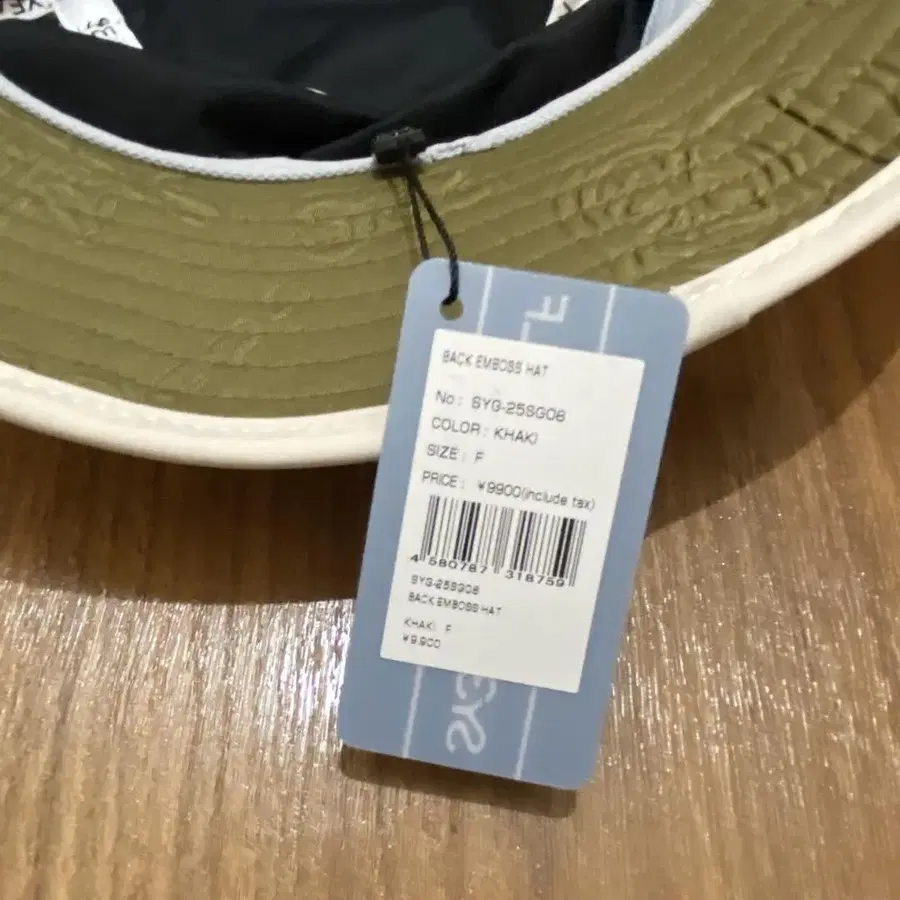 BACK EMBOSS HAT
No: SYG-25SG08
COLOR: KHAKI
SIZE: F
PRICE: ¥9900(include tax)
4 580787 318759
SYG-25SG08
BACK EMBOSS HAT
KHAKI F
¥9,900